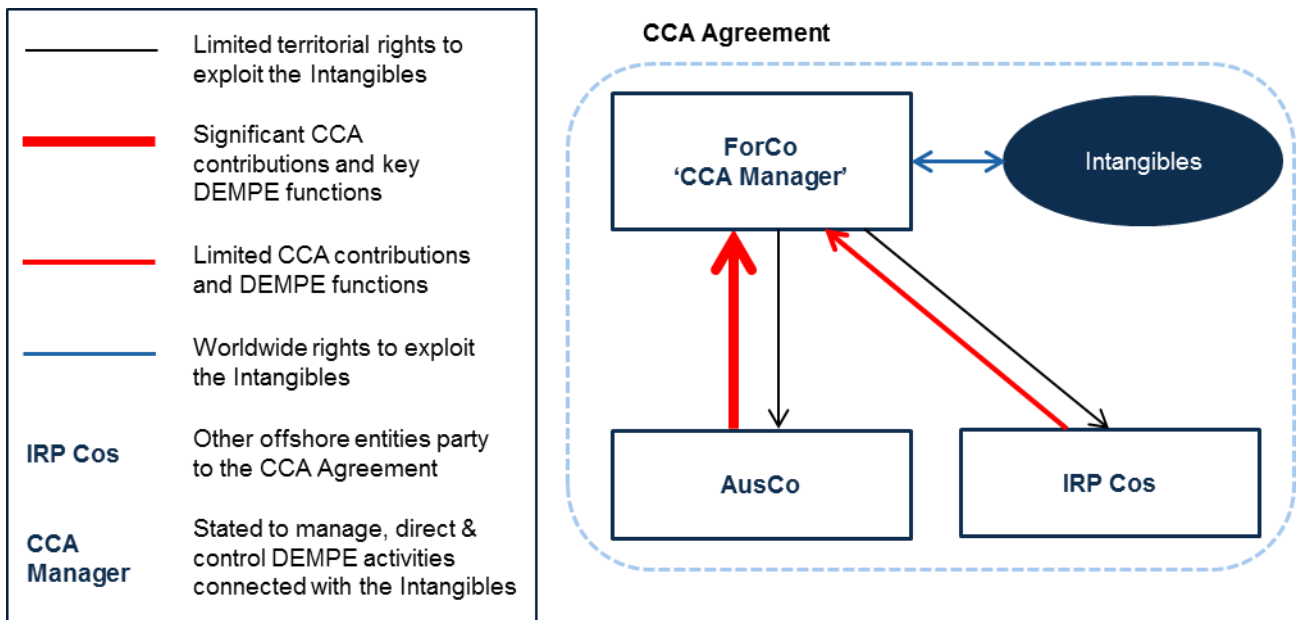 Limited territorial rights to
exploit the Intangibles
Significant CCA
contributions and key
DEMPE functions
Limited CCA contributions
and DEMPE functions
Worldwide rights to exploit
the Intangibles
IRP Cos
Other offshore entities party
to the CCA Agreement
CCA
Manager
Stated to manage, direct &
control DEMPE activities
connected with the Intangibles
CCA Agreement
ForCo
‘CCA Manager’
Intangibles
AusCo
IRP Cos